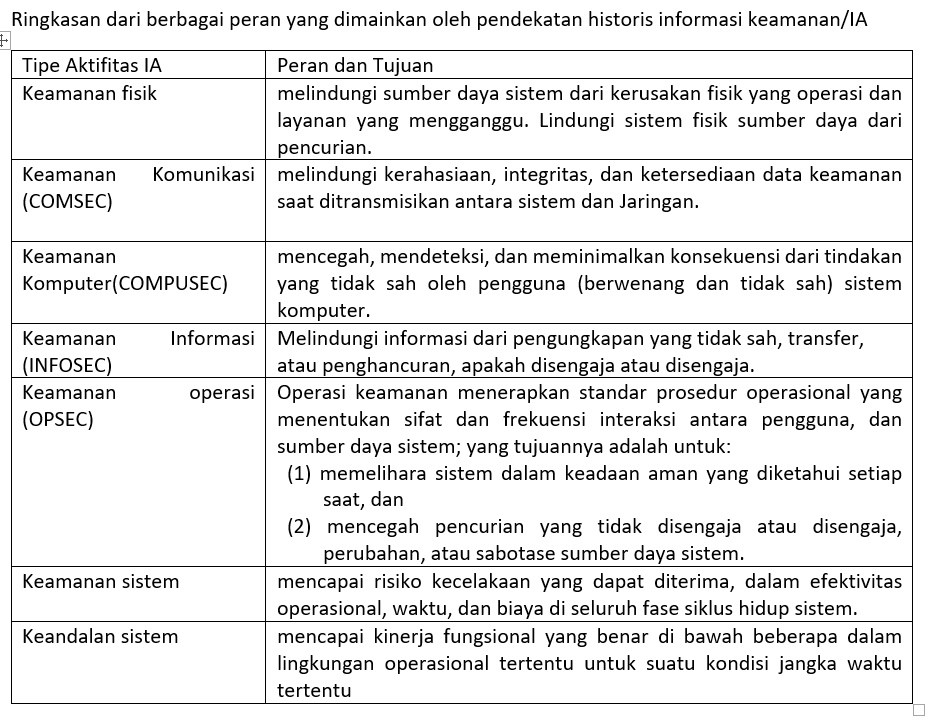 Ringkasan dari berbagai peran yang dimainkan oleh pendekatan historis informasi keamanan/IA
Tipe Aktifitas IA
Peran dan Tujuan
Keamanan fisik
melindungi sumber daya sistem dari kerusakan fisik yang operasi dan
layanan yang mengganggu. Lindungi sistem fisik sumber daya dari
pencurian.
Keamanan Komunikasi
(COMSEC)
melindungi kerahasiaan, integritas, dan ketersediaan data keamanan
saat ditransmisikan antara sistem dan Jaringan.
Keamanan
Komputer(COMPUSEC)
mencegah, mendeteksi, dan meminimalkan konsekuensi dari tindakan
yang tidak sah oleh pengguna (berwenang dan tidak sah) sistem
komputer.
Keamanan Informasi
(INFOSEC)
Melindungi informasi dari pengungkapan yang tidak sah, transfer,
atau penghancuran, apakah disengaja atau disengaja.
Keamanan operasi
(OPSEC)
Operasi keamanan menerapkan standar prosedur operasional yang
menentukan sifat dan frekuensi interaksi antara pengguna, dan
sumber daya sistem; yang tujuannya adalah untuk:
(1) memelihara sistem dalam keadaan aman yang diketahui setiap
saat, dan
(2) mencegah pencurian yang tidak disengaja atau disengaja,
perubahan, atau sabotase sumber daya sistem.
Keamanan sistem
mencapai risiko kecelakaan yang dapat diterima, dalam efektivitas
operasional, waktu, dan biaya di seluruh fase siklus hidup sistem.
Keandalan sistem
mencapai kinerja fungsional yang benar di bawah beberapa dalam
lingkungan operasional tertentu untuk suatu kondisi jangka waktu
tertentu